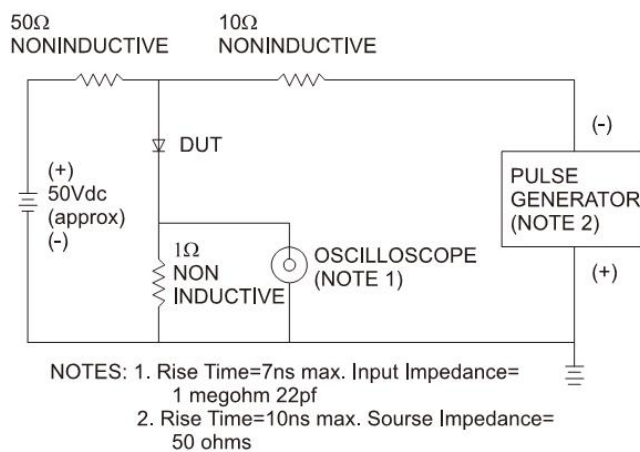 50Ω
NONINDUCTIVE
10Ω
NONINDUCTIVE
DUT
(+)
50Vdc
(approx)
(-)
1Ω
NON
INDUCTIVE
OSCILLOSCOPE
(NOTE 1)
(-)
PULSE
GENERATOR
(NOTE 2)
(+)
NOTES: 1. Rise Time=7ns max. Input Impedance=
1 megohm 22pf
2. Rise Time=10ns max. Sourse Impedance=
50 ohms